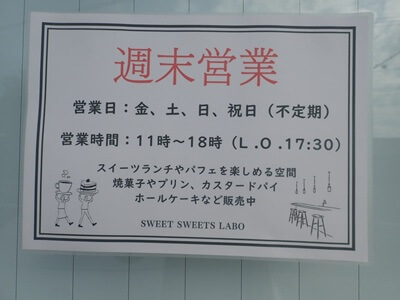 週末営業
営業日：金、土、日、祝日（不定期）
営業時間：11時〜18時（L.O.17:30）
スイーツランチやパフェを楽しめる空間
焼菓子やプリン、カスタードパイ
ホールケーキなど販売中
SWEET SWEETS LABO